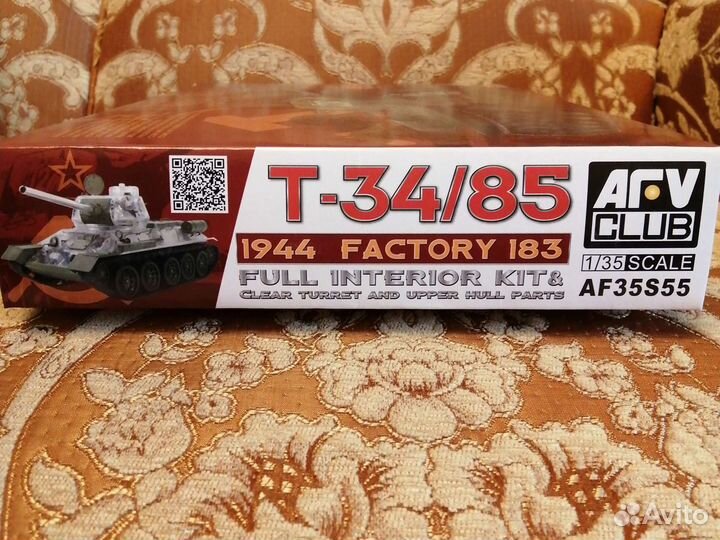 T-34/85
1944 FACTORY 183
FULL INTERIOR KIT&
CLEAR TURRET AND UPPER HULL PARTS
AFV
CLUB
1/35 SCALE
AF35S55
Avito